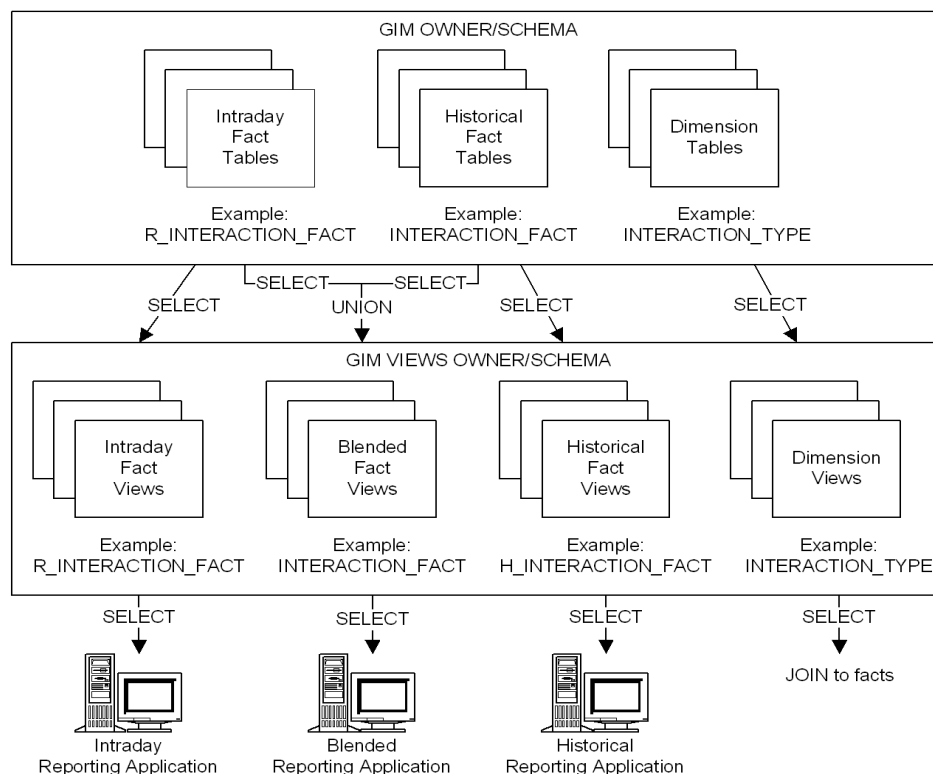 GIM OWNER/SCHEMA
Intraday
Fact
Tables
Historical
Fact
Tables
Dimension
Tables
Example:
R_INTERACTION_FACT
Example:
INTERACTION_FACT
Example:
INTERACTION_TYPE
SELECT
SELECT
SELECT
UNION
SELECT
SELECT
GIM VIEWS OWNER/SCHEMA
Intraday
Fact
Views
Blended
Fact
Views
Historical
Fact
Views
Dimension
Views
Example:
R_INTERACTION_FACT
Example:
INTERACTION_FACT
Example:
H_INTERACTION_FACT
Example:
INTERACTION_TYPE
SELECT
SELECT
SELECT
SELECT
JOIN to facts
Intraday
Reporting Application
Blended
Reporting Application
Historical
Reporting Application